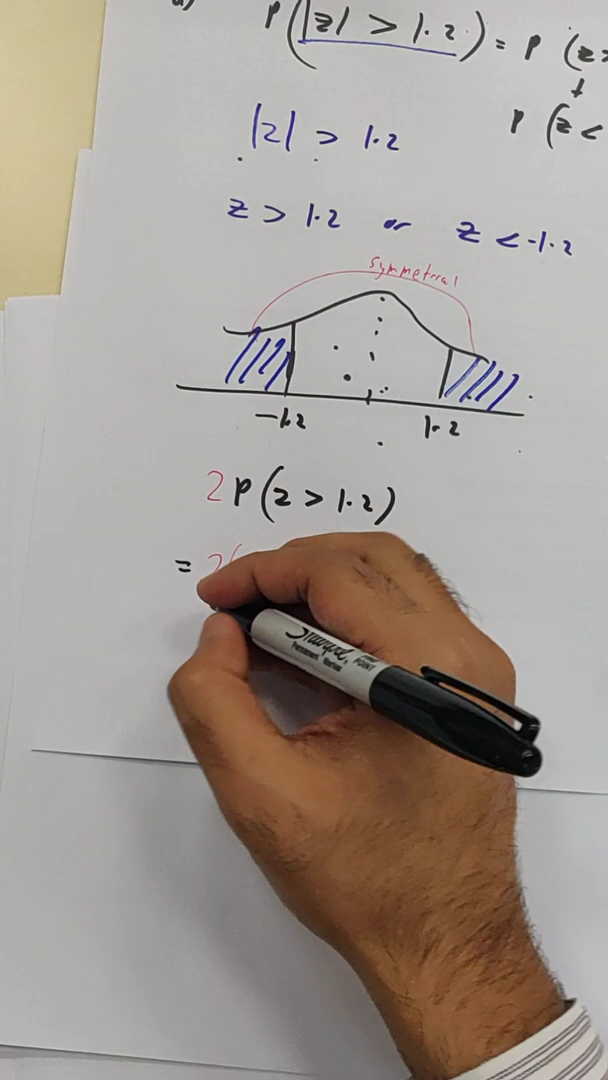 P(|z| > 1.2) = P (z>
+
P (z <
|z| > 1.2
z > 1.2 or z < -1.2
symmetrical
-1.2 1.2
2P(z > 1.2)
= 2(
Sharpie
FINE POINT
Permanent Marker